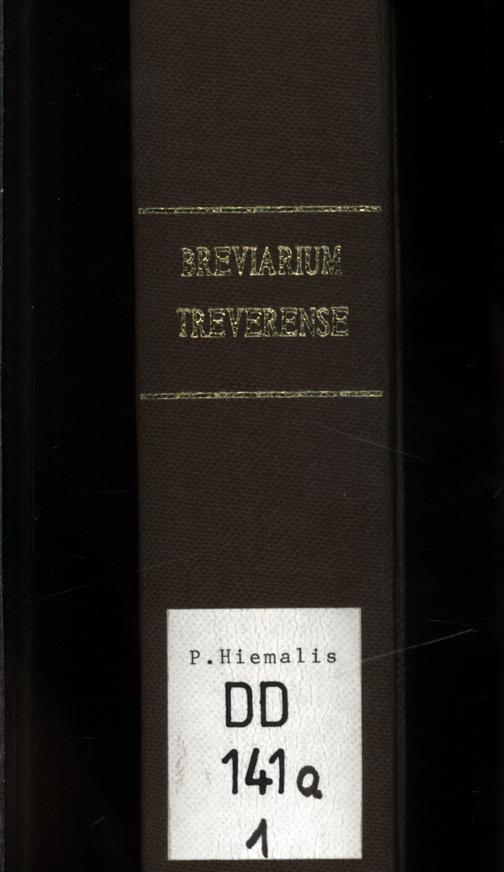 BREVIARIUM
TREVERENSE
P.Hiemalis
DD
141a
1